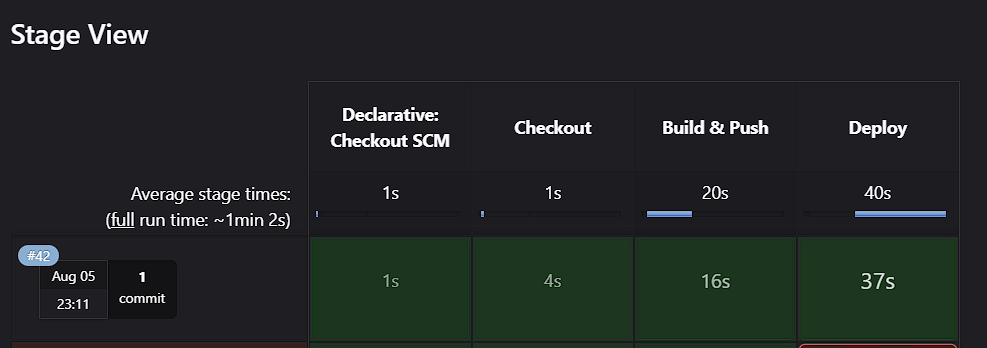 Stage View
Declarative:
Checkout SCM
Checkout
Build & Push
Deploy
Average stage times:
(full run time: ~1min 2s)
1s
1s
20s
40s
#42
Aug 05
23:11
1
commit
1s
4s
16s
37s